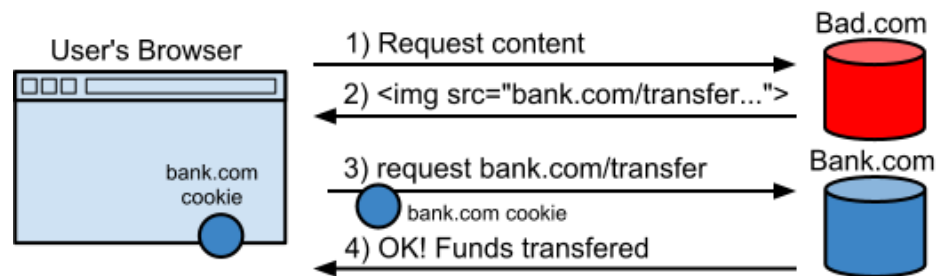 User's Browser
bank.com
cookie
1) Request content
2) <img src="bank.com/transfer...">
Bad.com
3) request bank.com/transfer
bank.com cookie
4) OK! Funds transfered
Bank.com